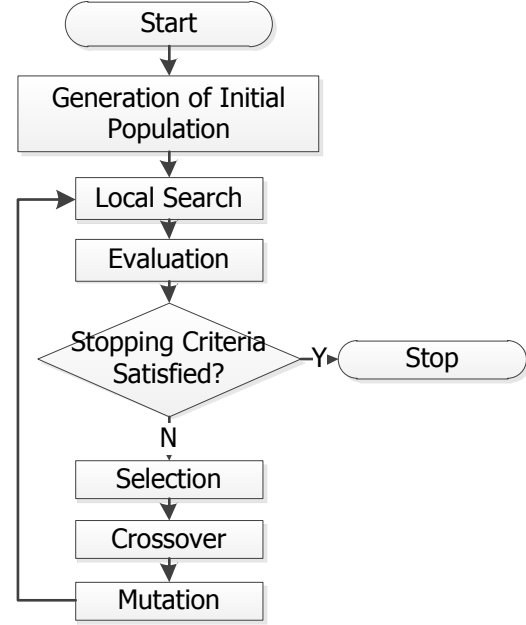 Start
Generation of Initial
Population
Local Search
Evaluation
Stopping Criteria
Satisfied?
Y
Stop
N
Selection
Crossover
Mutation